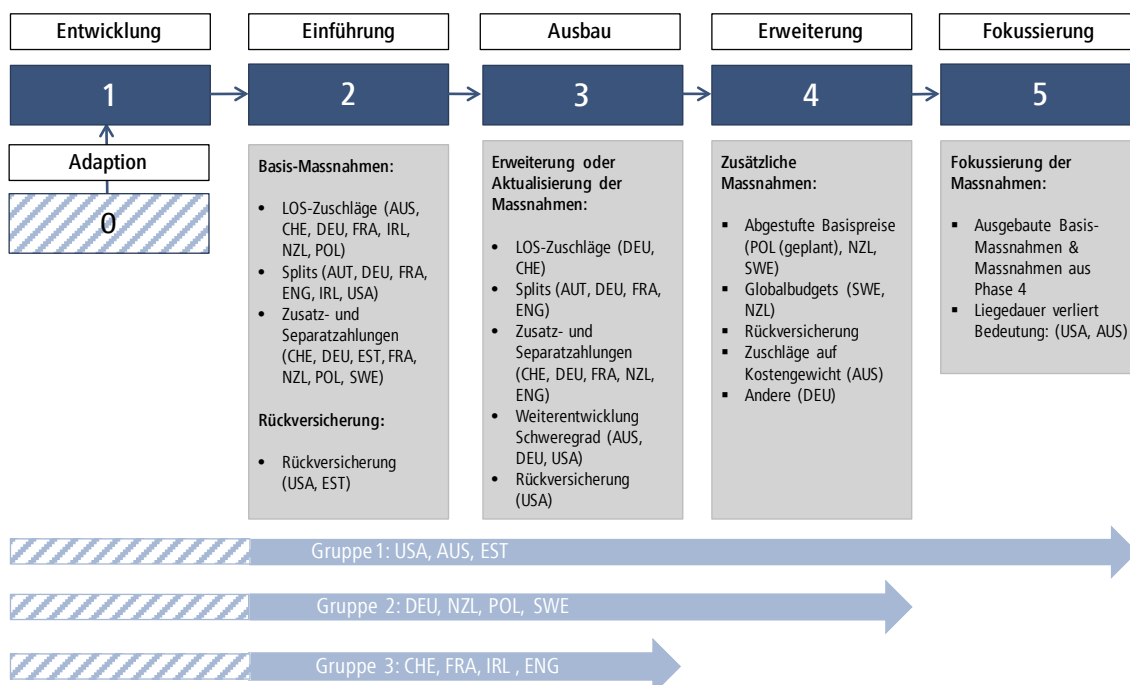 Entwicklung
Einführung
Ausbau
Erweiterung
Fokussierung
1
2
3
4
5
Adaption
0
Basis-Massnahmen:
• LOS-Zuschläge (AUS,
CHE, DEU, FRA, IRL,
NZL, POL)
• Splits (AUT, DEU, FRA,
ENG, IRL, USA)
• Zusatz- und
Separatzahlungen
(CHE, DEU, EST, FRA,
NZL, POL, SWE)
Rückversicherung:
• Rückversicherung
(USA, EST)
Erweiterung oder
Aktualisierung der
Massnahmen:
• LOS-Zuschläge (DEU,
CHE)
• Splits (AUT, DEU, FRA,
ENG)
• Zusatz- und
Separatzahlungen
(CHE, DEU, FRA, NZL,
ENG)
• Weiterentwicklung
Schweregrad (AUS,
DEU, USA)
• Rückversicherung
(USA)
Zusätzliche
Massnahmen:
▪ Abgestufte Basispreise
(POL (geplant), NZL,
SWE)
▪ Globalbudgets (SWE,
NZL)
▪ Rückversicherung
▪ Zuschläge auf
Kostengewicht (AUS)
▪ Andere (DEU)
Fokussierung der
Massnahmen:
▪ Ausgebaute Basis-
Massnahmen &
Massnahmen aus
Phase 4
▪ Liegedauer verliert
Bedeutung: (USA, AUS)
Gruppe 1: USA, AUS, EST
Gruppe 2: DEU, NZL, POL, SWE
Gruppe 3: CHE, FRA, IRL , ENG